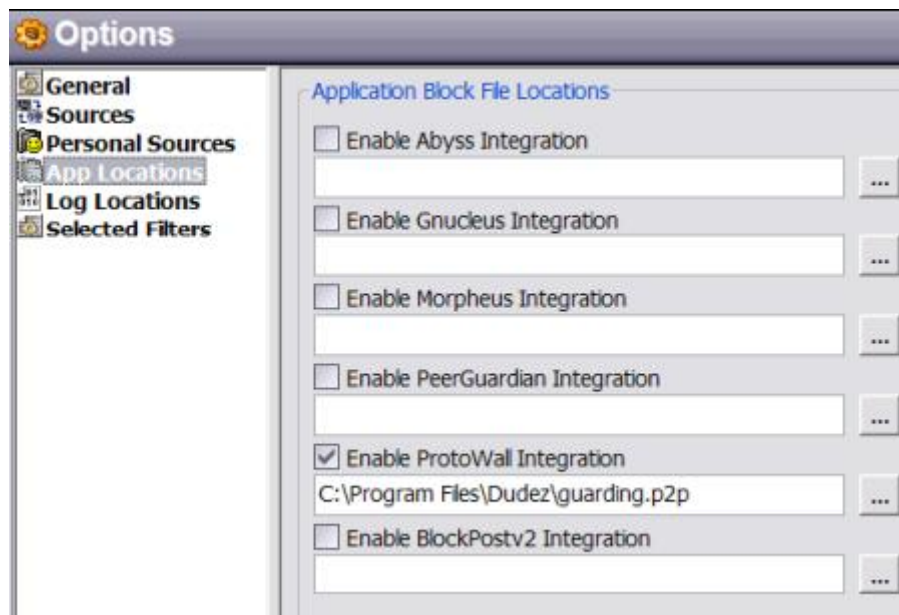 Options
General
Sources
Personal Sources
App Locations
Log Locations
Selected Filters
Application Block File Locations
Enable Abyss Integration
...
Enable Gnucleus Integration
...
Enable Morpheus Integration
...
Enable PeerGuardian Integration
...
Enable ProtoWall Integration
C:\Program Files\Dudez\guarding.p2p
...
Enable BlockPostv2 Integration
...